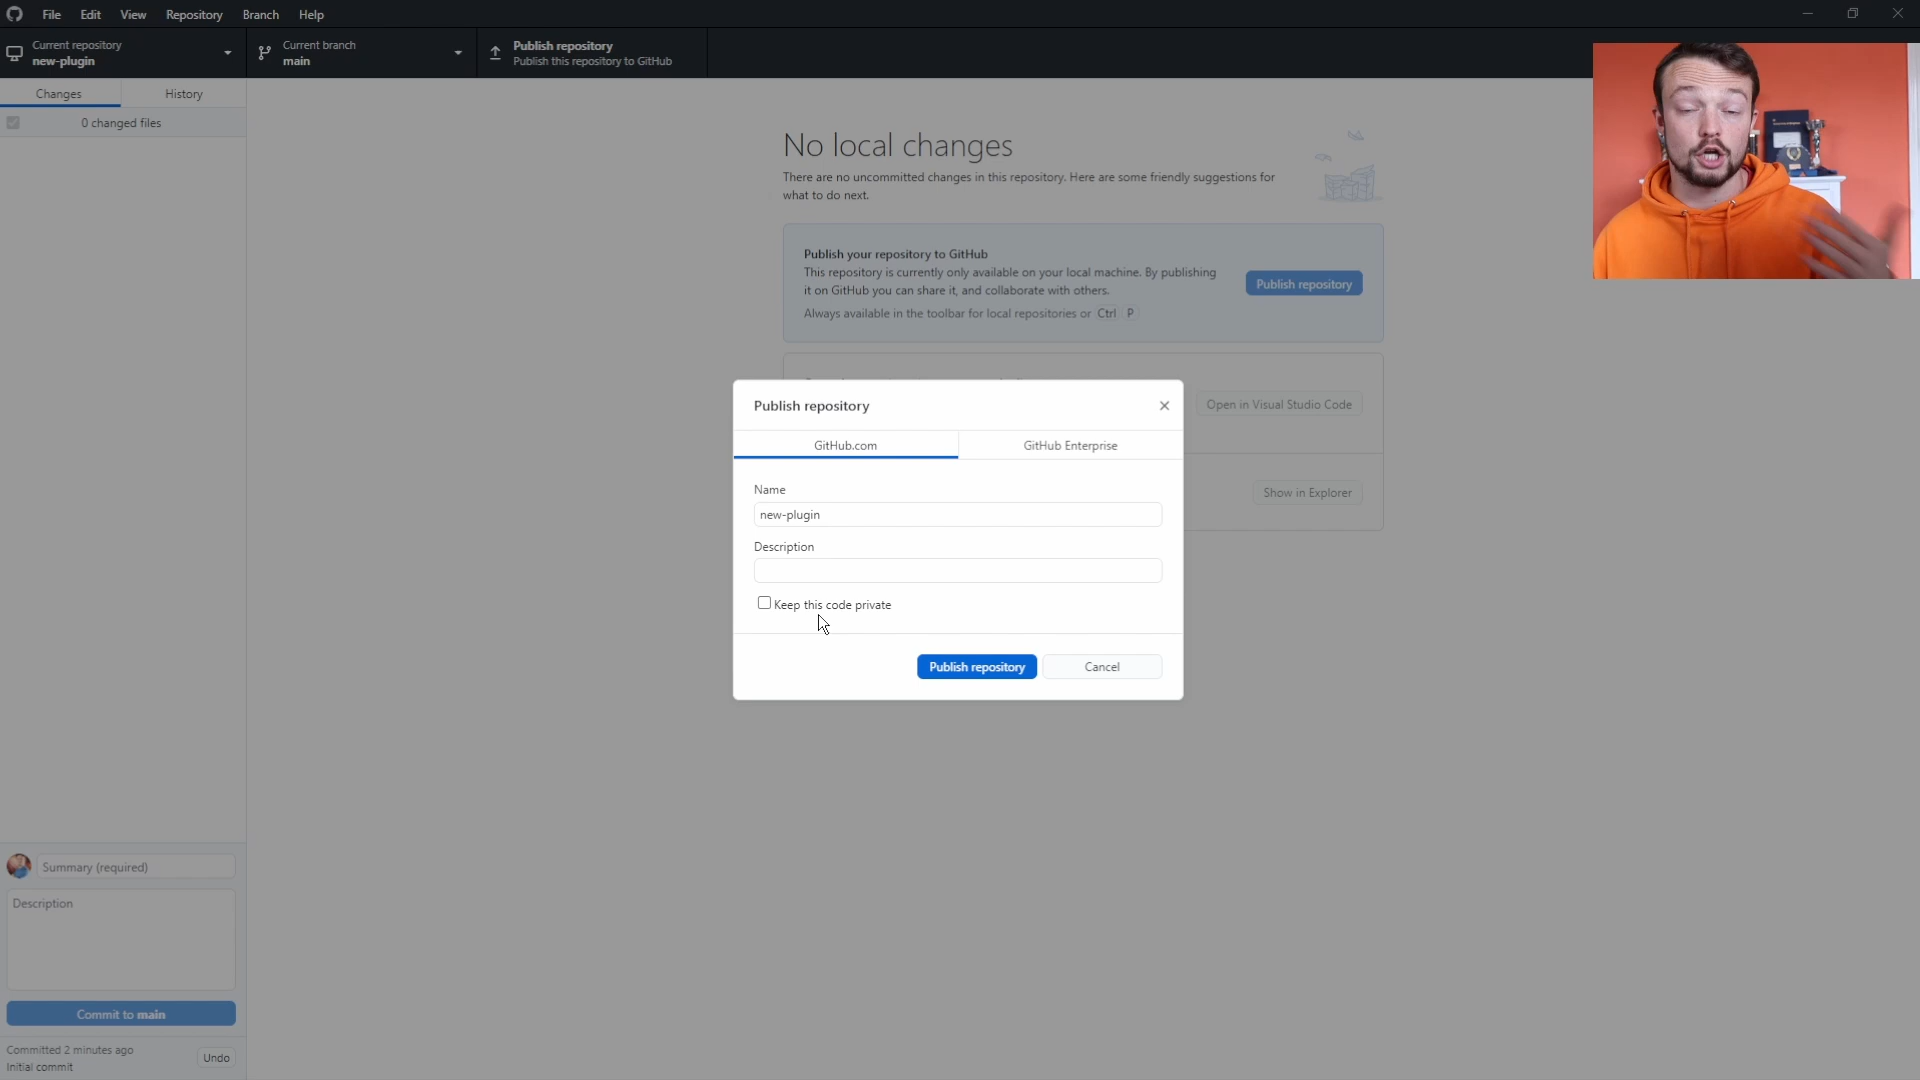 File Edit View Repository Branch Help
Current repository
new-plugin
Current branch
main
Publish repository
Publish this repository to GitHub
Changes History
0 changed files
No local changes
There are no uncommitted changes in this repository. Here are some friendly suggestions for
what to do next.
Publish your repository to GitHub
This repository is currently only available on your local machine. By publishing
it on GitHub you can share it, and collaborate with others.
Always available in the toolbar for local repositories or Ctrl P
Publish repository
Open in Visual Studio Code
Show in Explorer
Publish repository
GitHub.com GitHub Enterprise
Name
new-plugin
Description
Keep this code private
Publish repository Cancel
Summary (required)
Description
Commit to main
Committed 2 minutes ago
Initial commit
Undo